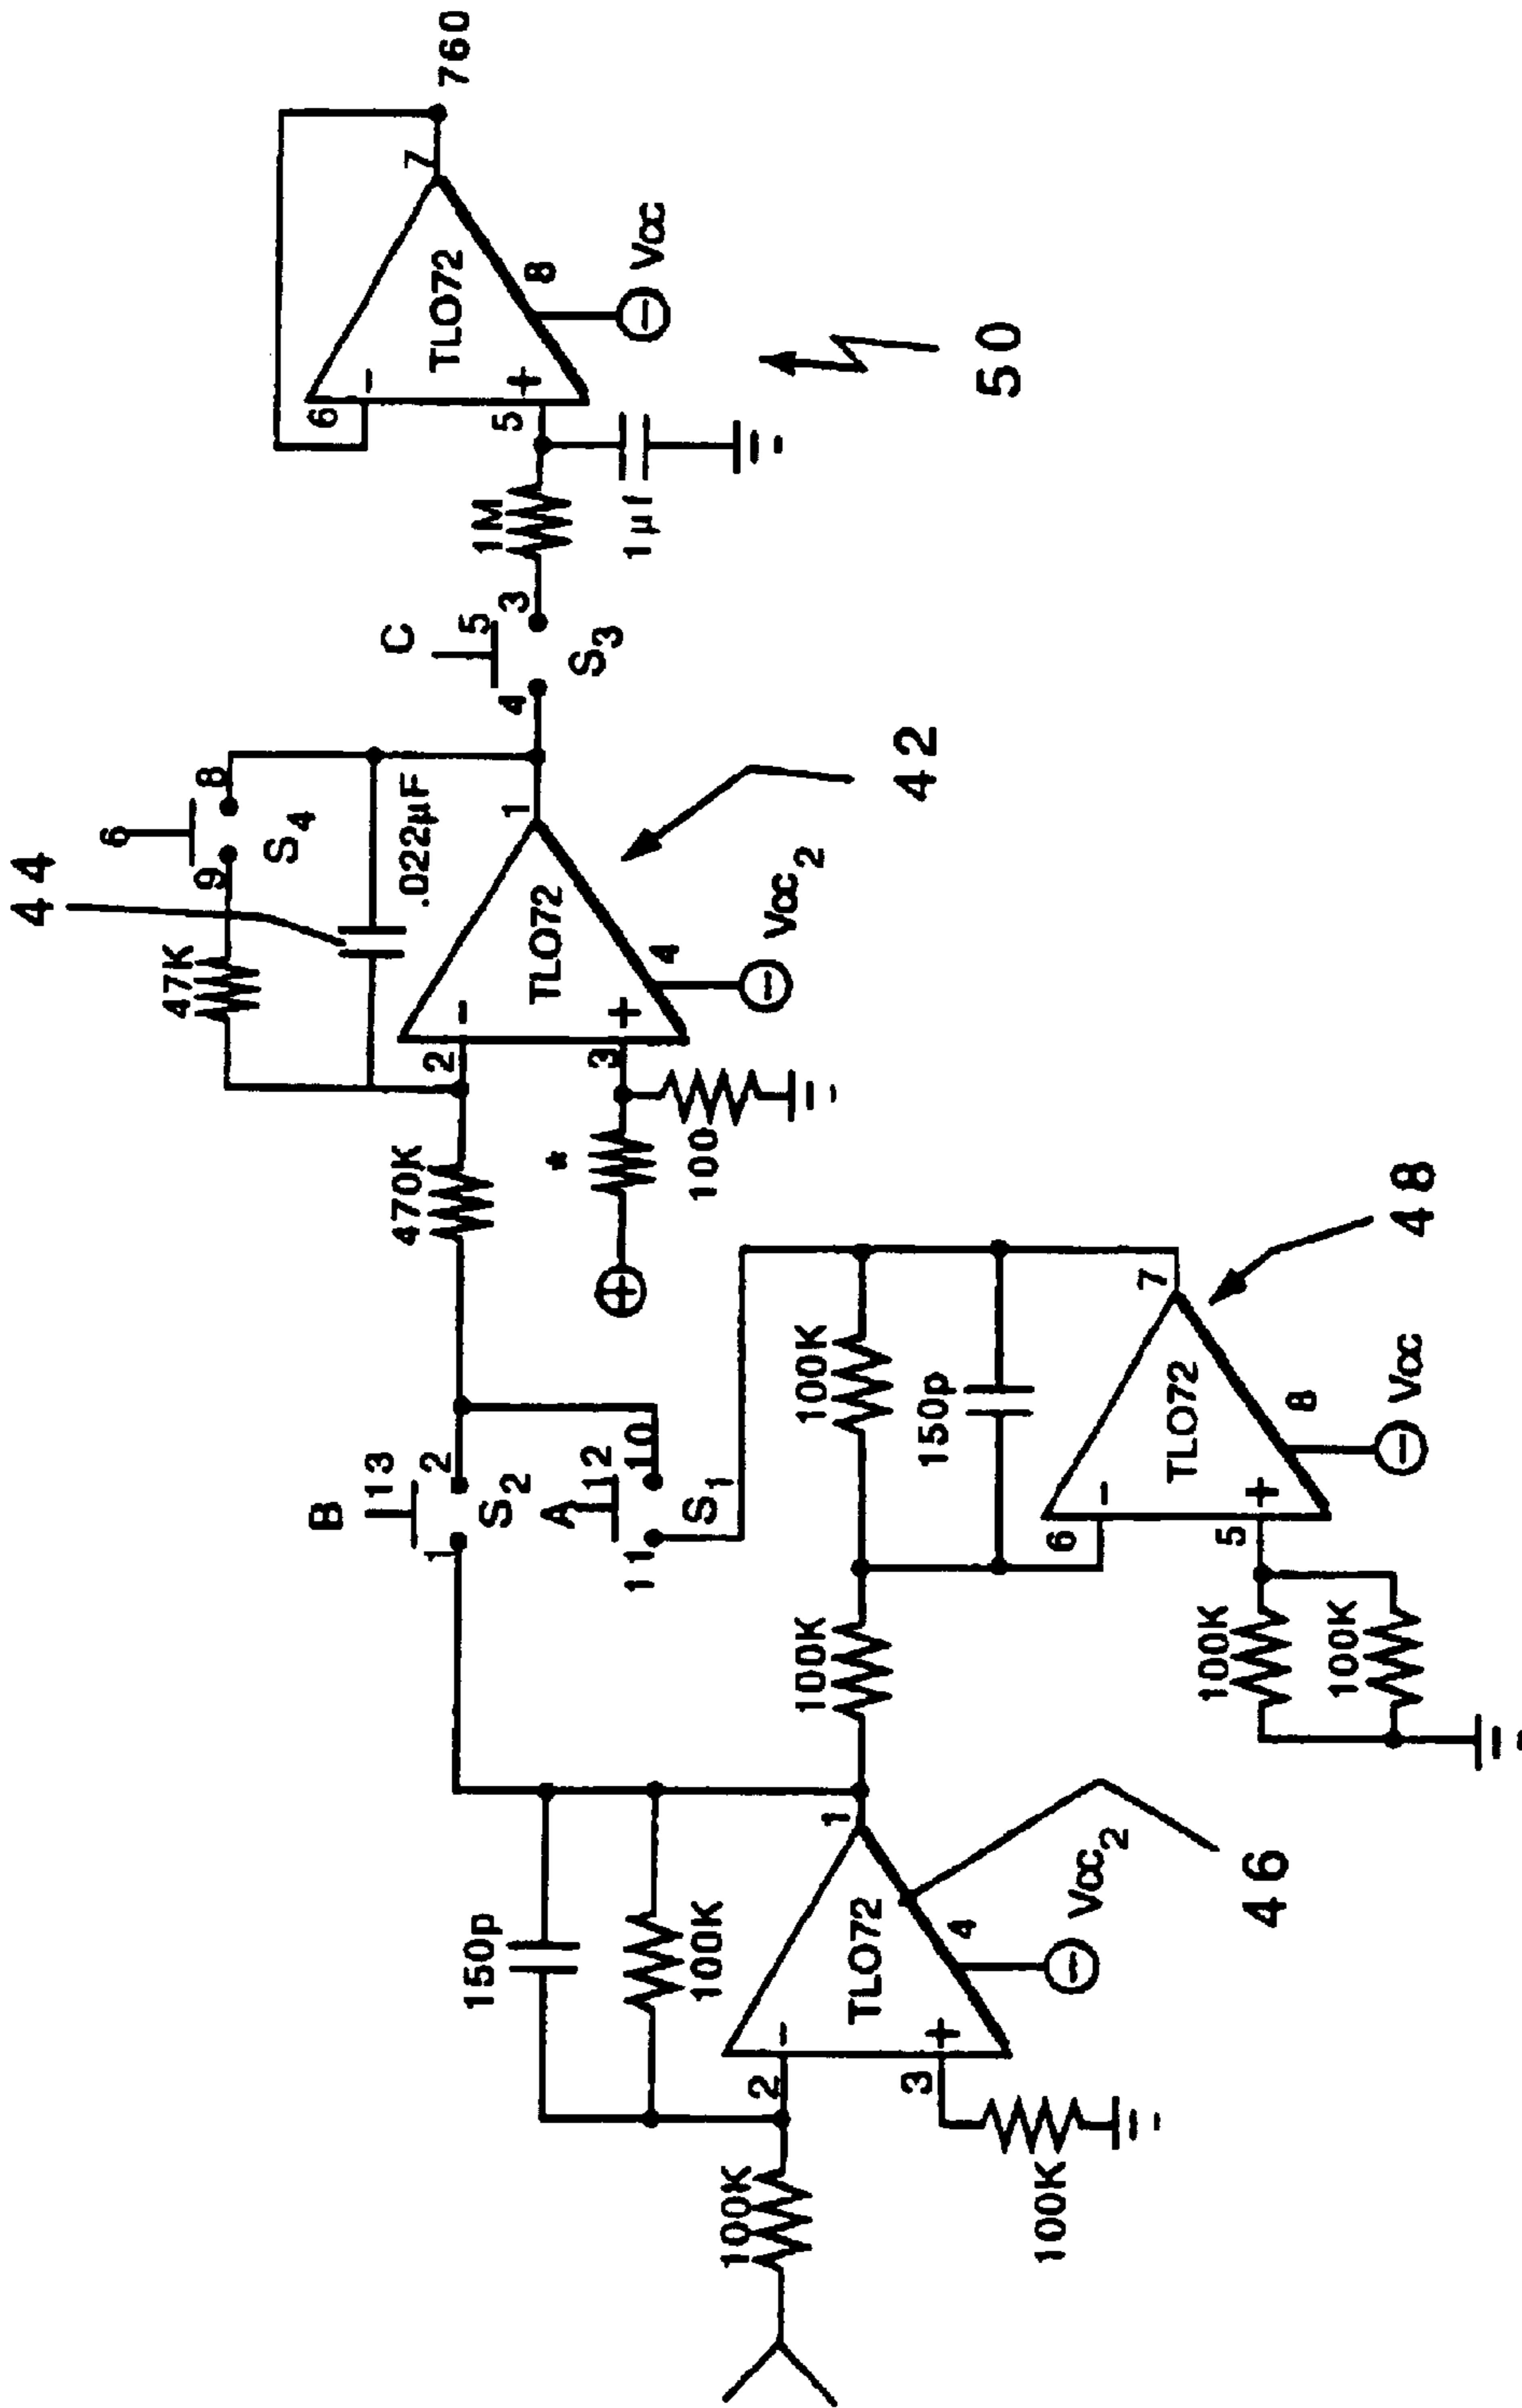 44
6
47K
9
8
S4
.022µF
C
5
4
3
S3
1M
1µf
6
-
5
+
TLO72
7
760
8
Vcc
50
B
13
1
2
S2
A
12
11
10
S1
470K
2
-
3
+
TLO72
1
*
100
4
Vcc2
42
150p
100K
100K
2
-
3
+
TLO72
1
100K
4
Vcc2
46
100K
100K
150p
6
-
5
+
TLO72
7
100K
100K
8
Vcc
48